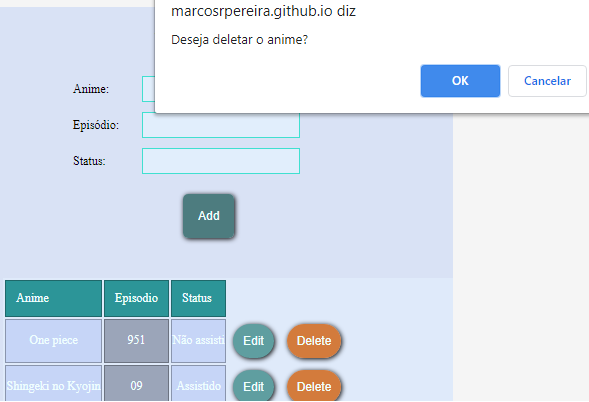 marcosrpereira.github.io diz
Deseja deletar o anime?
OK Cancelar
Anime:
Episódio:
Status:
Add
Anime Episodio Status
One piece 951 Não assisti Edit Delete
Shingeki no Kyojin 09 Assistido Edit Delete